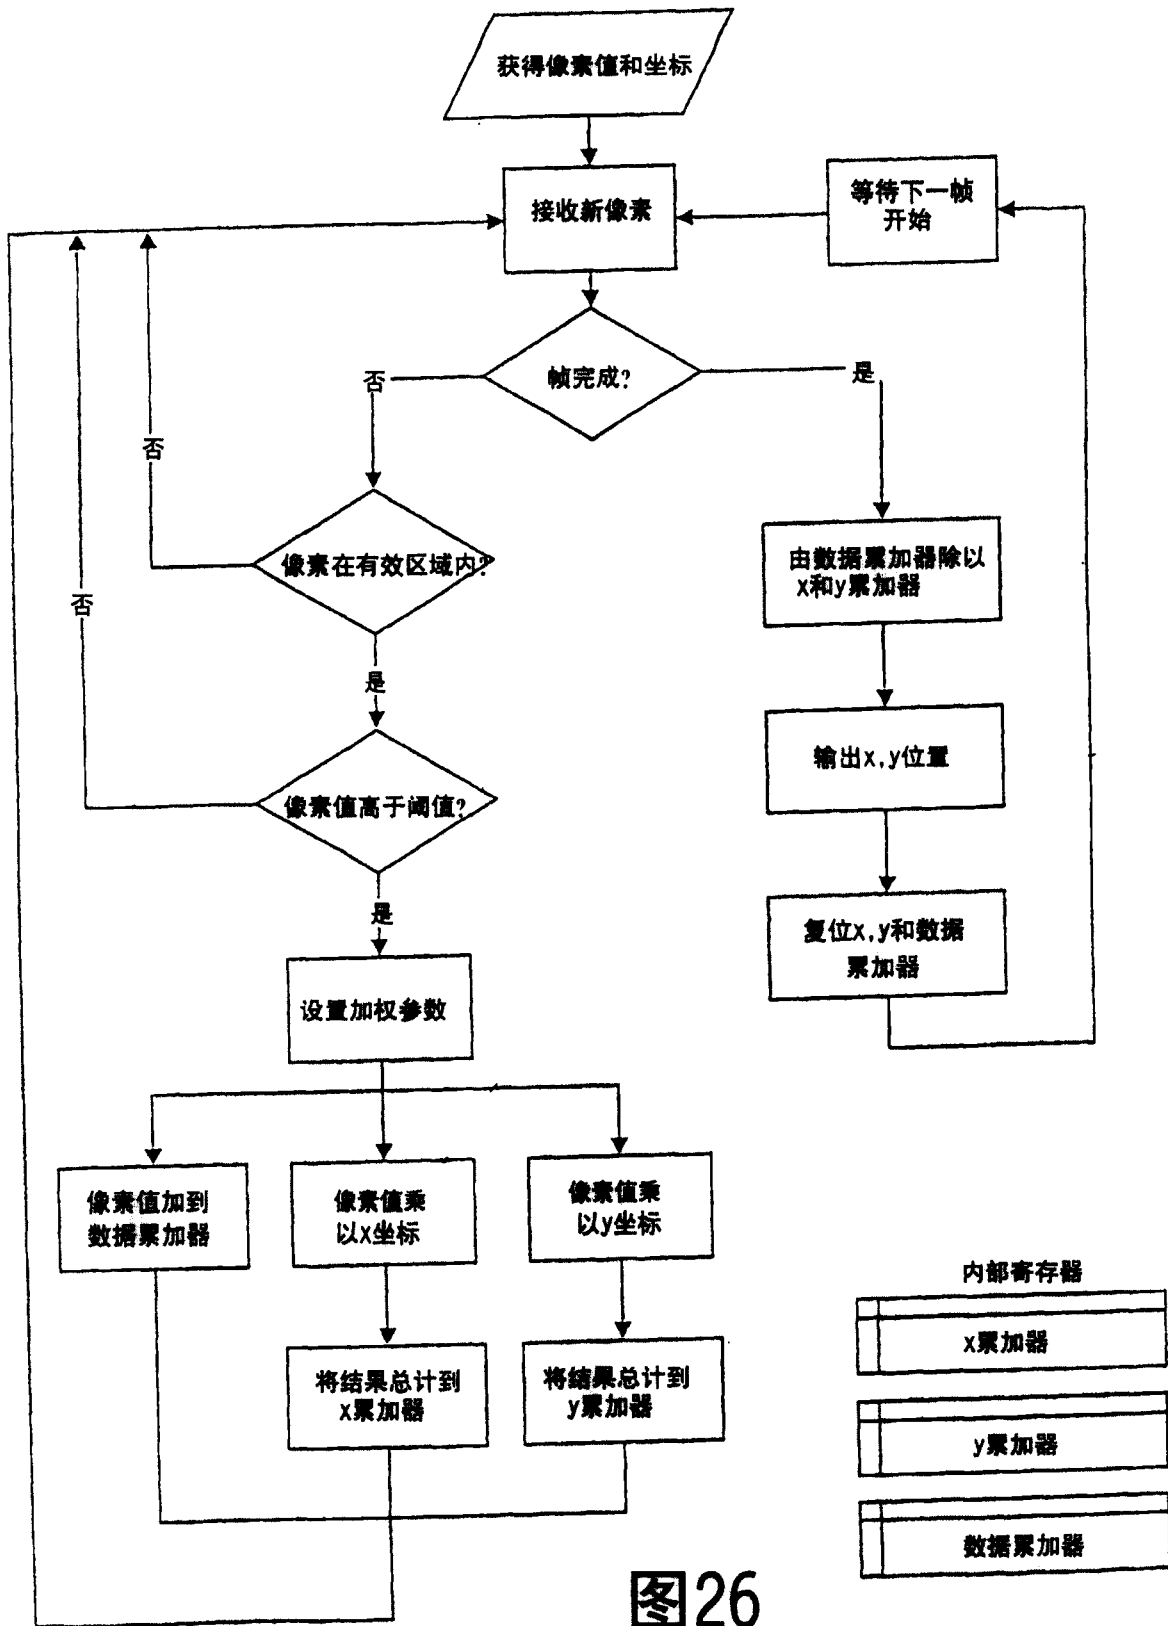 获得像素值和坐标
接收新像素
等待下一帧
开始
帧完成?
否
是
否
像素在有效区域内?
由数据累加器除以
x和y累加器
否
是
输出x,y位置
像素值高于阈值?
是
复位x,y和数据
累加器
设置加权参数
像素值加到
数据累加器
像素值乘
以x坐标
像素值乘
以y坐标
将结果总计到
x累加器
将结果总计到
y累加器
内部寄存器
x累加器
y累加器
数据累加器
图26